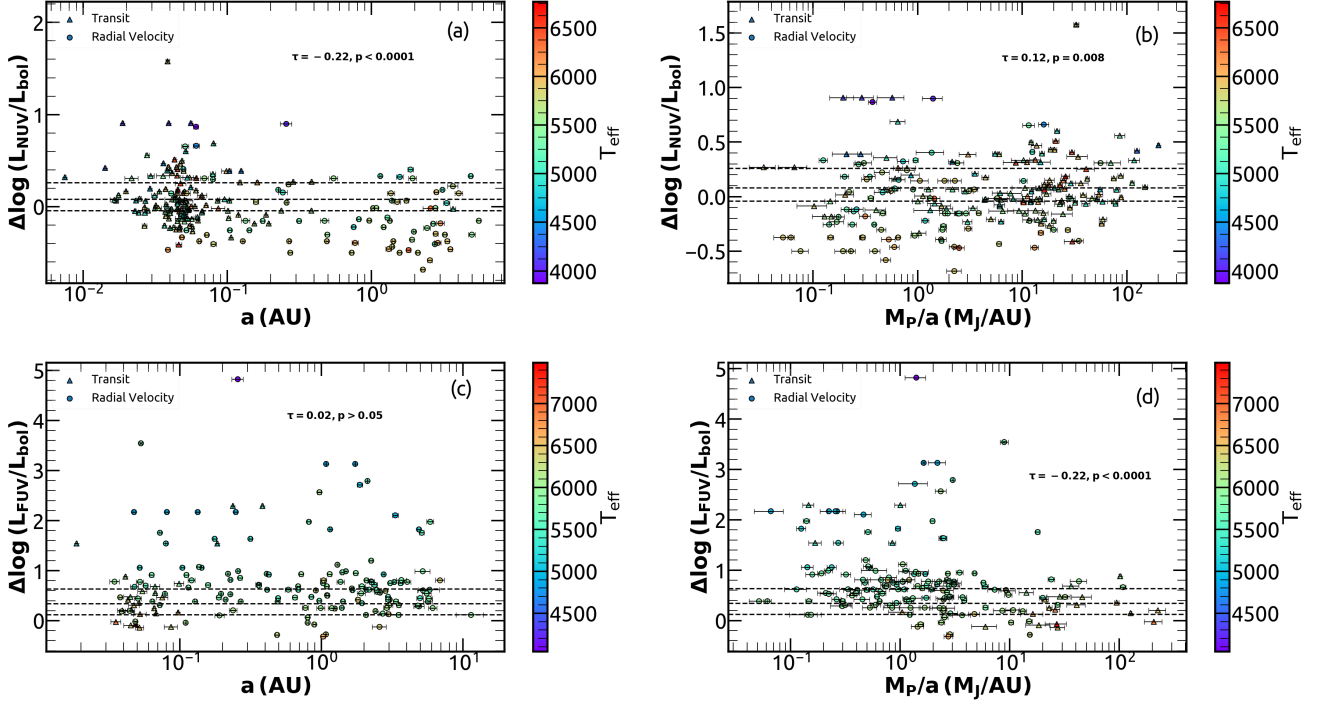 (a)
Transit
Radial Velocity
τ = −0.22, p < 0.0001
2
1
0
Δlog (L_NUV/L_bol)
10^−2
10^−1
10^0
a (AU)
6500
6000
5500
5000
4500
4000
T_eff
(b)
Transit
Radial Velocity
τ = 0.12, p = 0.008
1.5
1.0
0.5
0.0
−0.5
Δlog (L_NUV/L_bol)
10^−1
10^0
10^1
10^2
M_P/a (M_J/AU)
6500
6000
5500
5000
4500
4000
T_eff
(c)
Transit
Radial Velocity
τ = 0.02, p > 0.05
5
4
3
2
1
0
Δlog (L_FUV/L_bol)
10^−1
10^0
10^1
a (AU)
7000
6500
6000
5500
5000
4500
T_eff
(d)
Transit
Radial Velocity
τ = −0.22, p < 0.0001
5
4
3
2
1
0
Δlog (L_FUV/L_bol)
10^−1
10^0
10^1
10^2
M_P/a (M_J/AU)
7000
6500
6000
5500
5000
4500
T_eff